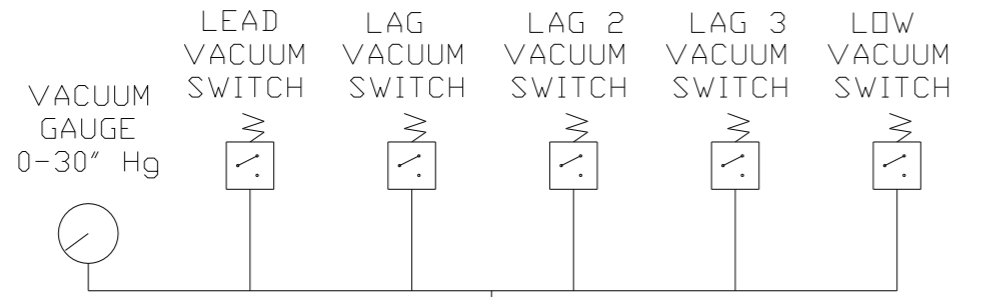 LEAD
VACUUM
SWITCH
LAG
VACUUM
SWITCH
LAG 2
VACUUM
SWITCH
LAG 3
VACUUM
SWITCH
LOW
VACUUM
SWITCH
VACUUM
GAUGE
0-30" Hg